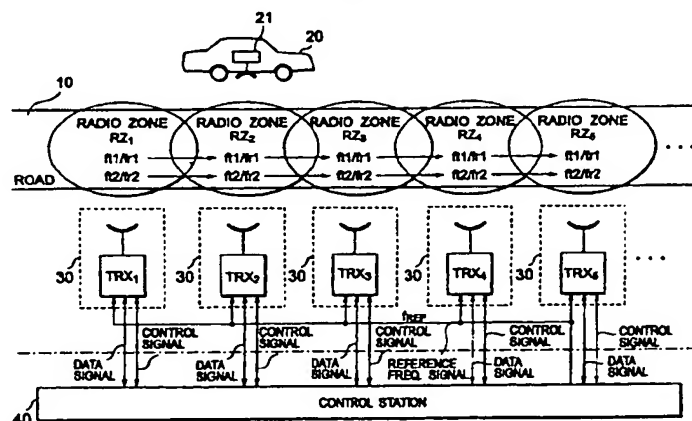 21
20
10
RADIO ZONE RZ1
RADIO ZONE RZ2
RADIO ZONE RZ3
RADIO ZONE RZ4
RADIO ZONE RZ5
ft1/fr1 ft1/fr1 ft1/fr1 ft1/fr1 ft1/fr1 ...
ft2/fr2 ft2/fr2 ft2/fr2 ft2/fr2 ft2/fr2
ROAD
30 30 30 30 30
TRX1 TRX2 TRX3 TRX4 TRX5 ...
fREF
CONTROL SIGNAL
CONTROL SIGNAL
CONTROL SIGNAL
CONTROL SIGNAL
CONTROL SIGNAL
DATA SIGNAL
DATA SIGNAL
DATA SIGNAL
REFERENCE FREQ. SIGNAL
DATA SIGNAL
DATA SIGNAL
CONTROL STATION
40